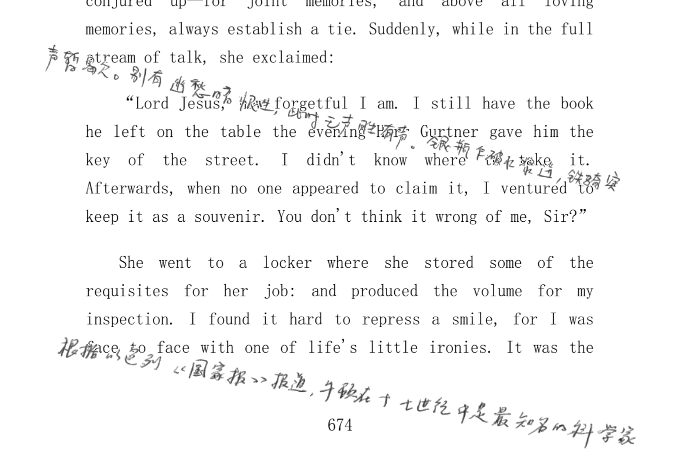 conjured up—for joint memories, and above all loving
memories, always establish a tie. Suddenly, while in the full
stream of talk, she exclaimed:
声暂歇。别有幽愁暗恨生，此时无声胜有声。银瓶乍破水浆迸，铁骑突
“Lord Jesus, forgetful I am. I still have the book
he left on the table the evening Herr Gurtner gave him the
key of the street. I didn't know where to take it.
Afterwards, when no one appeared to claim it, I ventured to
keep it as a souvenir. You don't think it wrong of me, Sir?”
She went to a locker where she stored some of the
requisites for her job: and produced the volume for my
inspection. I found it hard to repress a smile, for I was
face to face with one of life's little ironies. It was the
根据以色列《国家报》报道，牛顿在十七世纪中是最知名的科学家
674